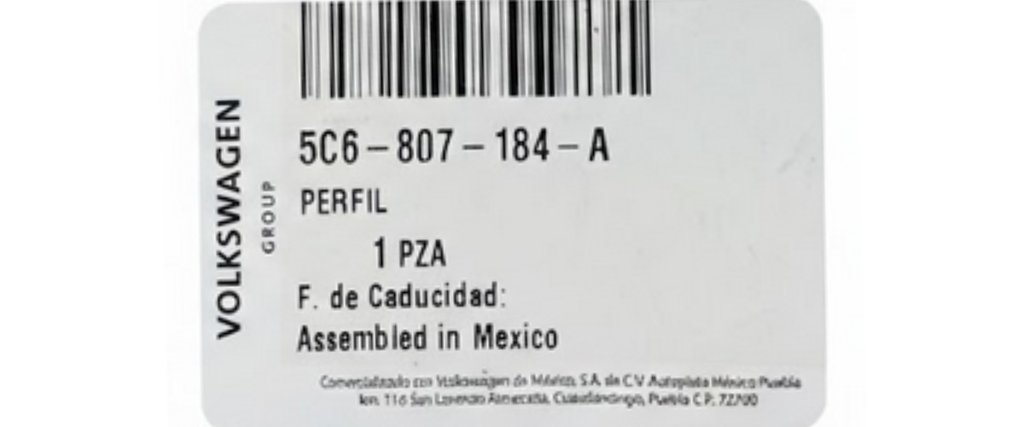 VOLKSWAGEN
GROUP
5C6-807-184-A
PERFIL
1 PZA
F. de Caducidad:
Assembled in Mexico
Comercializado por Volkswagen de México, S.A. de C.V. Autopista México Puebla
km. 116 San Lorenzo Almecatla, Cuautlancingo, Puebla C.P. 72700